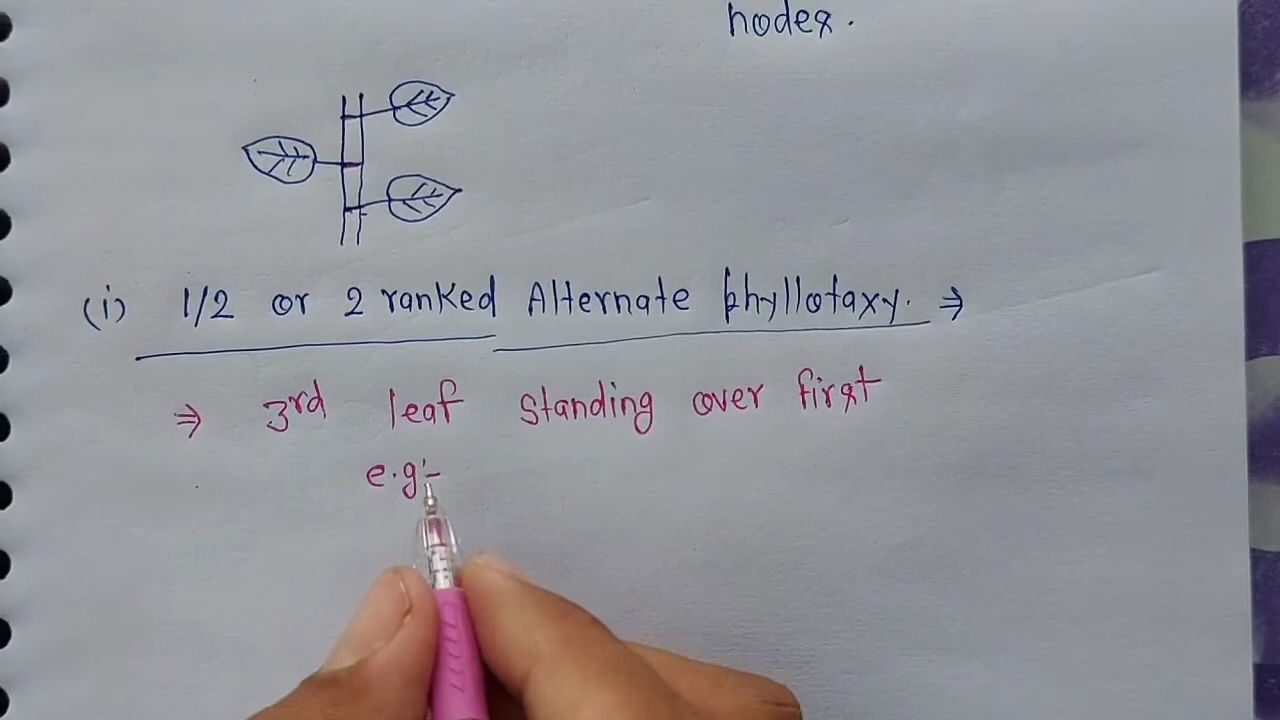 nodes.
(i) 1/2 or 2 ranked Alternate phyllotaxy. ⇒
⇒ 3rd leaf standing over first
e.g:-